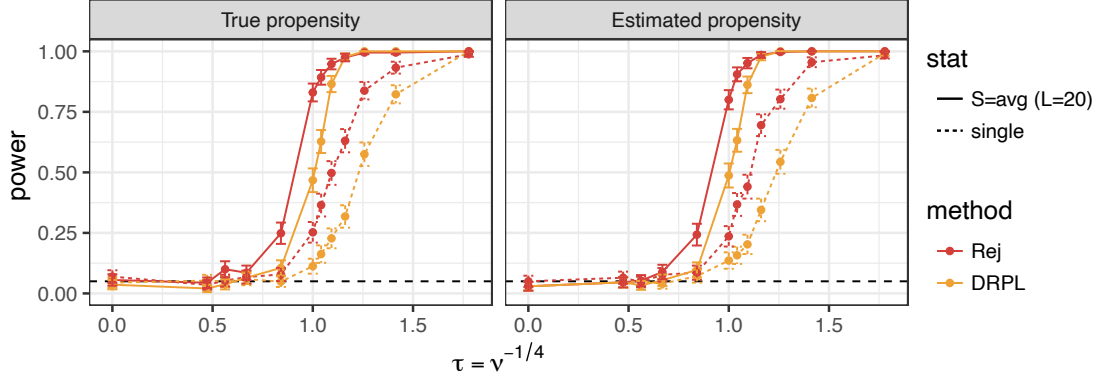 True propensity
Estimated propensity
1.00
0.75
0.50
0.25
0.00
power
0.0 0.5 1.0 1.5
0.0 0.5 1.0 1.5
τ = ν^{-1/4}
stat
S=avg (L=20)
single
method
Rej
DRPL